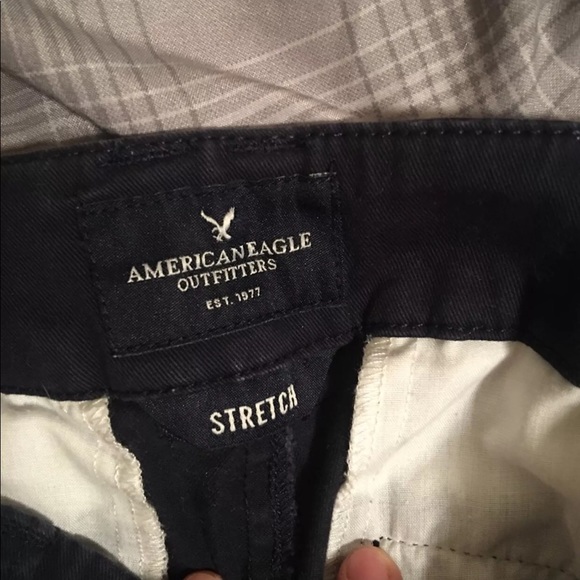 AMERICAN EAGLE
OUTFITTERS
EST. 1977
STRETCH